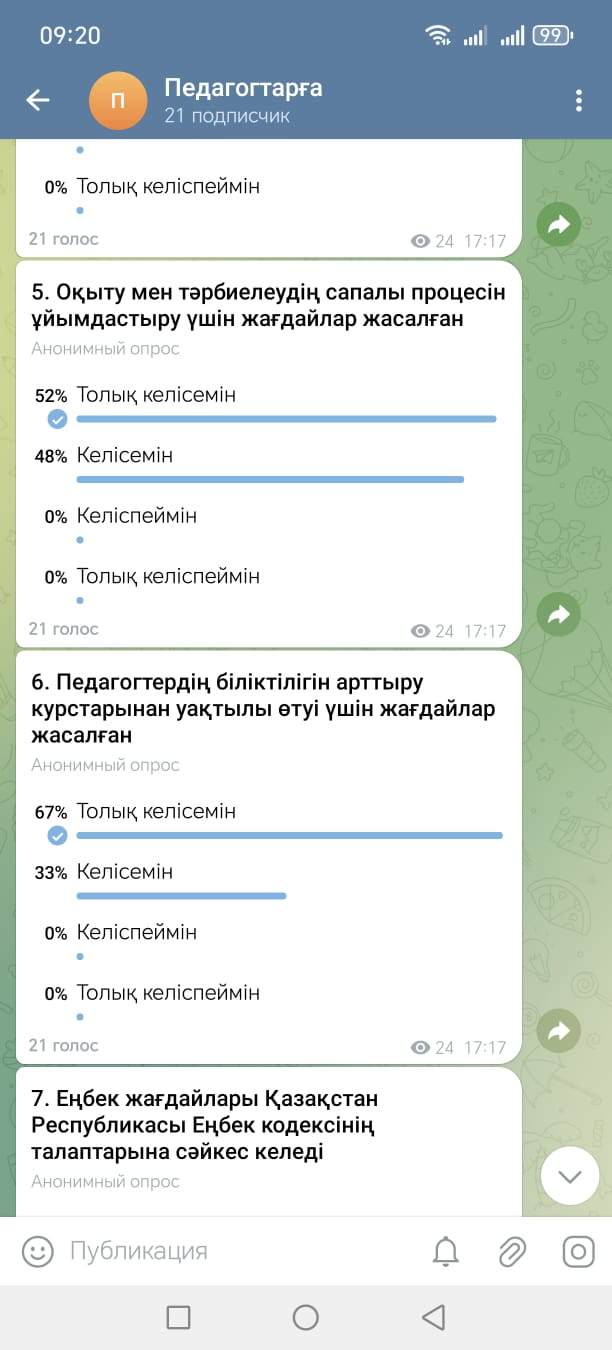 09:20
99
П
Педагогтарға
21 подписчик
0% Толық келіспеймін
21 голос
24 17:17
5. Оқыту мен тәрбиелеудің сапалы процесін
ұйымдастыру үшін жағдайлар жасалған
Анонимный опрос
52% Толық келісемін
48% Келісемін
0% Келіспеймін
0% Толық келіспеймін
21 голос
24 17:17
6. Педагогтердің біліктілігін арттыру
курстарынан уақтылы өтуі үшін жағдайлар
жасалған
Анонимный опрос
67% Толық келісемін
33% Келісемін
0% Келіспеймін
0% Толық келіспеймін
21 голос
24 17:17
7. Еңбек жағдайлары Қазақстан
Республикасы Еңбек кодексінің
талаптарына сәйкес келеді
Анонимный опрос
Публикация